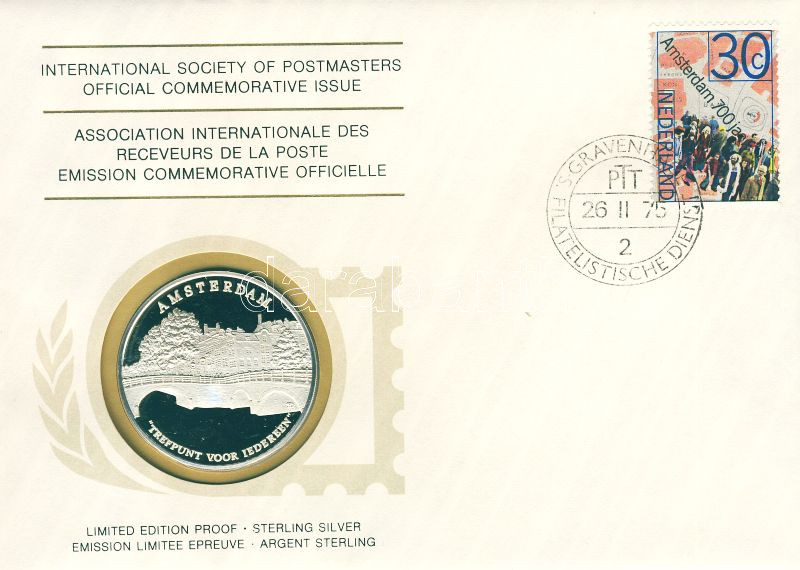 INTERNATIONAL SOCIETY OF POSTMASTERS
OFFICIAL COMMEMORATIVE ISSUE
ASSOCIATION INTERNATIONALE DES
RECEVEURS DE LA POSTE
EMISSION COMMEMORATIVE OFFICIELLE
30c
Amsterdam 700 ja
NEDERLAND
PTT
26 II 75
2
FILATELISTISCHE
AMSTERDAM
"TREFPUNT VOOR IEDEREEN"
LIMITED EDITION PROOF · STERLING SILVER
EMISSION LIMITEE EPREUVE · ARGENT STERLING